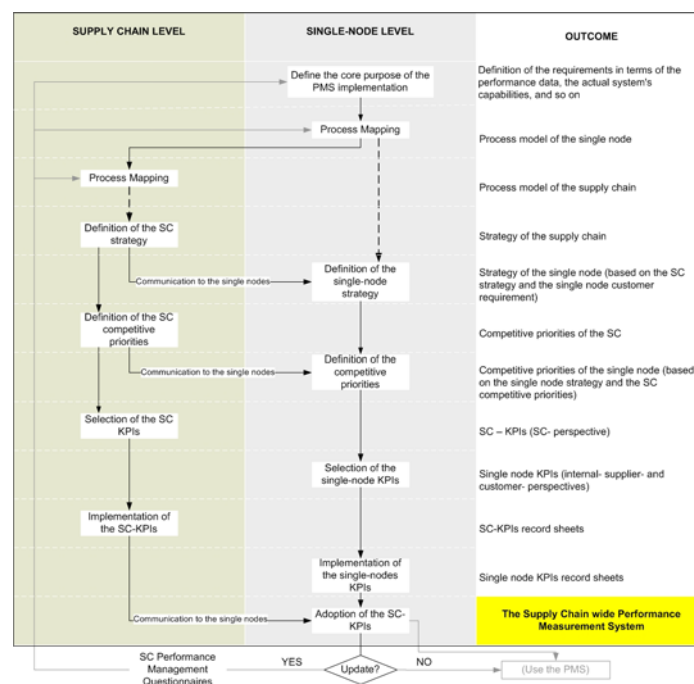 SUPPLY CHAIN LEVEL
SINGLE-NODE LEVEL
OUTCOME
Define the core purpose of the
PMS implementation
Definition of the requirements in terms of the
performance data, the actual system's
capabilities, and so on
Process Mapping
Process model of the single node
Process Mapping
Process model of the supply chain
Definition of the SC
strategy
Strategy of the supply chain
Communication to the single nodes
Definition of the
single-node
strategy
Strategy of the single node (based on the SC
strategy and the single node customer
requirement)
Definition of the SC
competitive
priorities
Competitive priorities of the SC
Communication to the single nodes
Definition of the
competitive
priorities
Competitive priorities of the single node (based
on the single node strategy and the SC
competitive priorities)
Selection of the SC
KPIs
SC – KPIs (SC- perspective)
Selection of the
single-node KPIs
Single node KPIs (internal- supplier- and
customer- perspectives)
Implementation of
the SC-KPIs
SC-KPIs record sheets
Implementation of
the single-nodes
KPIs
Single node KPIs record sheets
Communication to the single nodes
Adoption of the SC-
KPIs
The Supply Chain wide Performance
Measurement System
SC Performance
Management
Questionnaires
YES
Update?
NO
(Use the PMS)